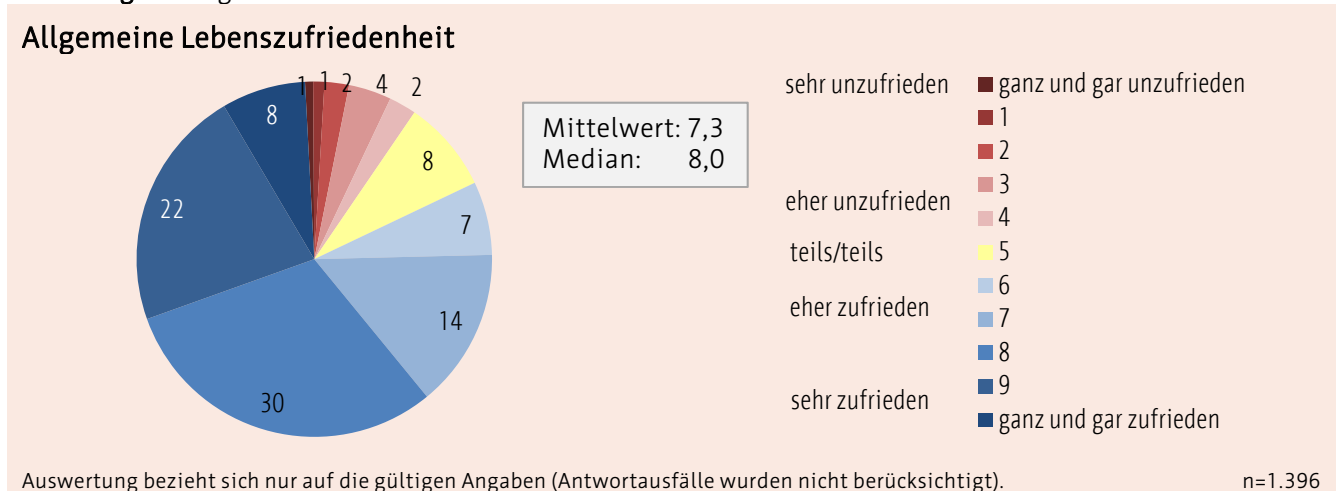 Allgemeine Lebenszufriedenheit
1 1 2 4 2
8
8
7
14
30
22
Mittelwert: 7,3
Median: 8,0
sehr unzufrieden
eher unzufrieden
teils/teils
eher zufrieden
sehr zufrieden
ganz und gar unzufrieden
1
2
3
4
5
6
7
8
9
ganz und gar zufrieden
Auswertung bezieht sich nur auf die gültigen Angaben (Antwortausfälle wurden nicht berücksichtigt). n=1.396